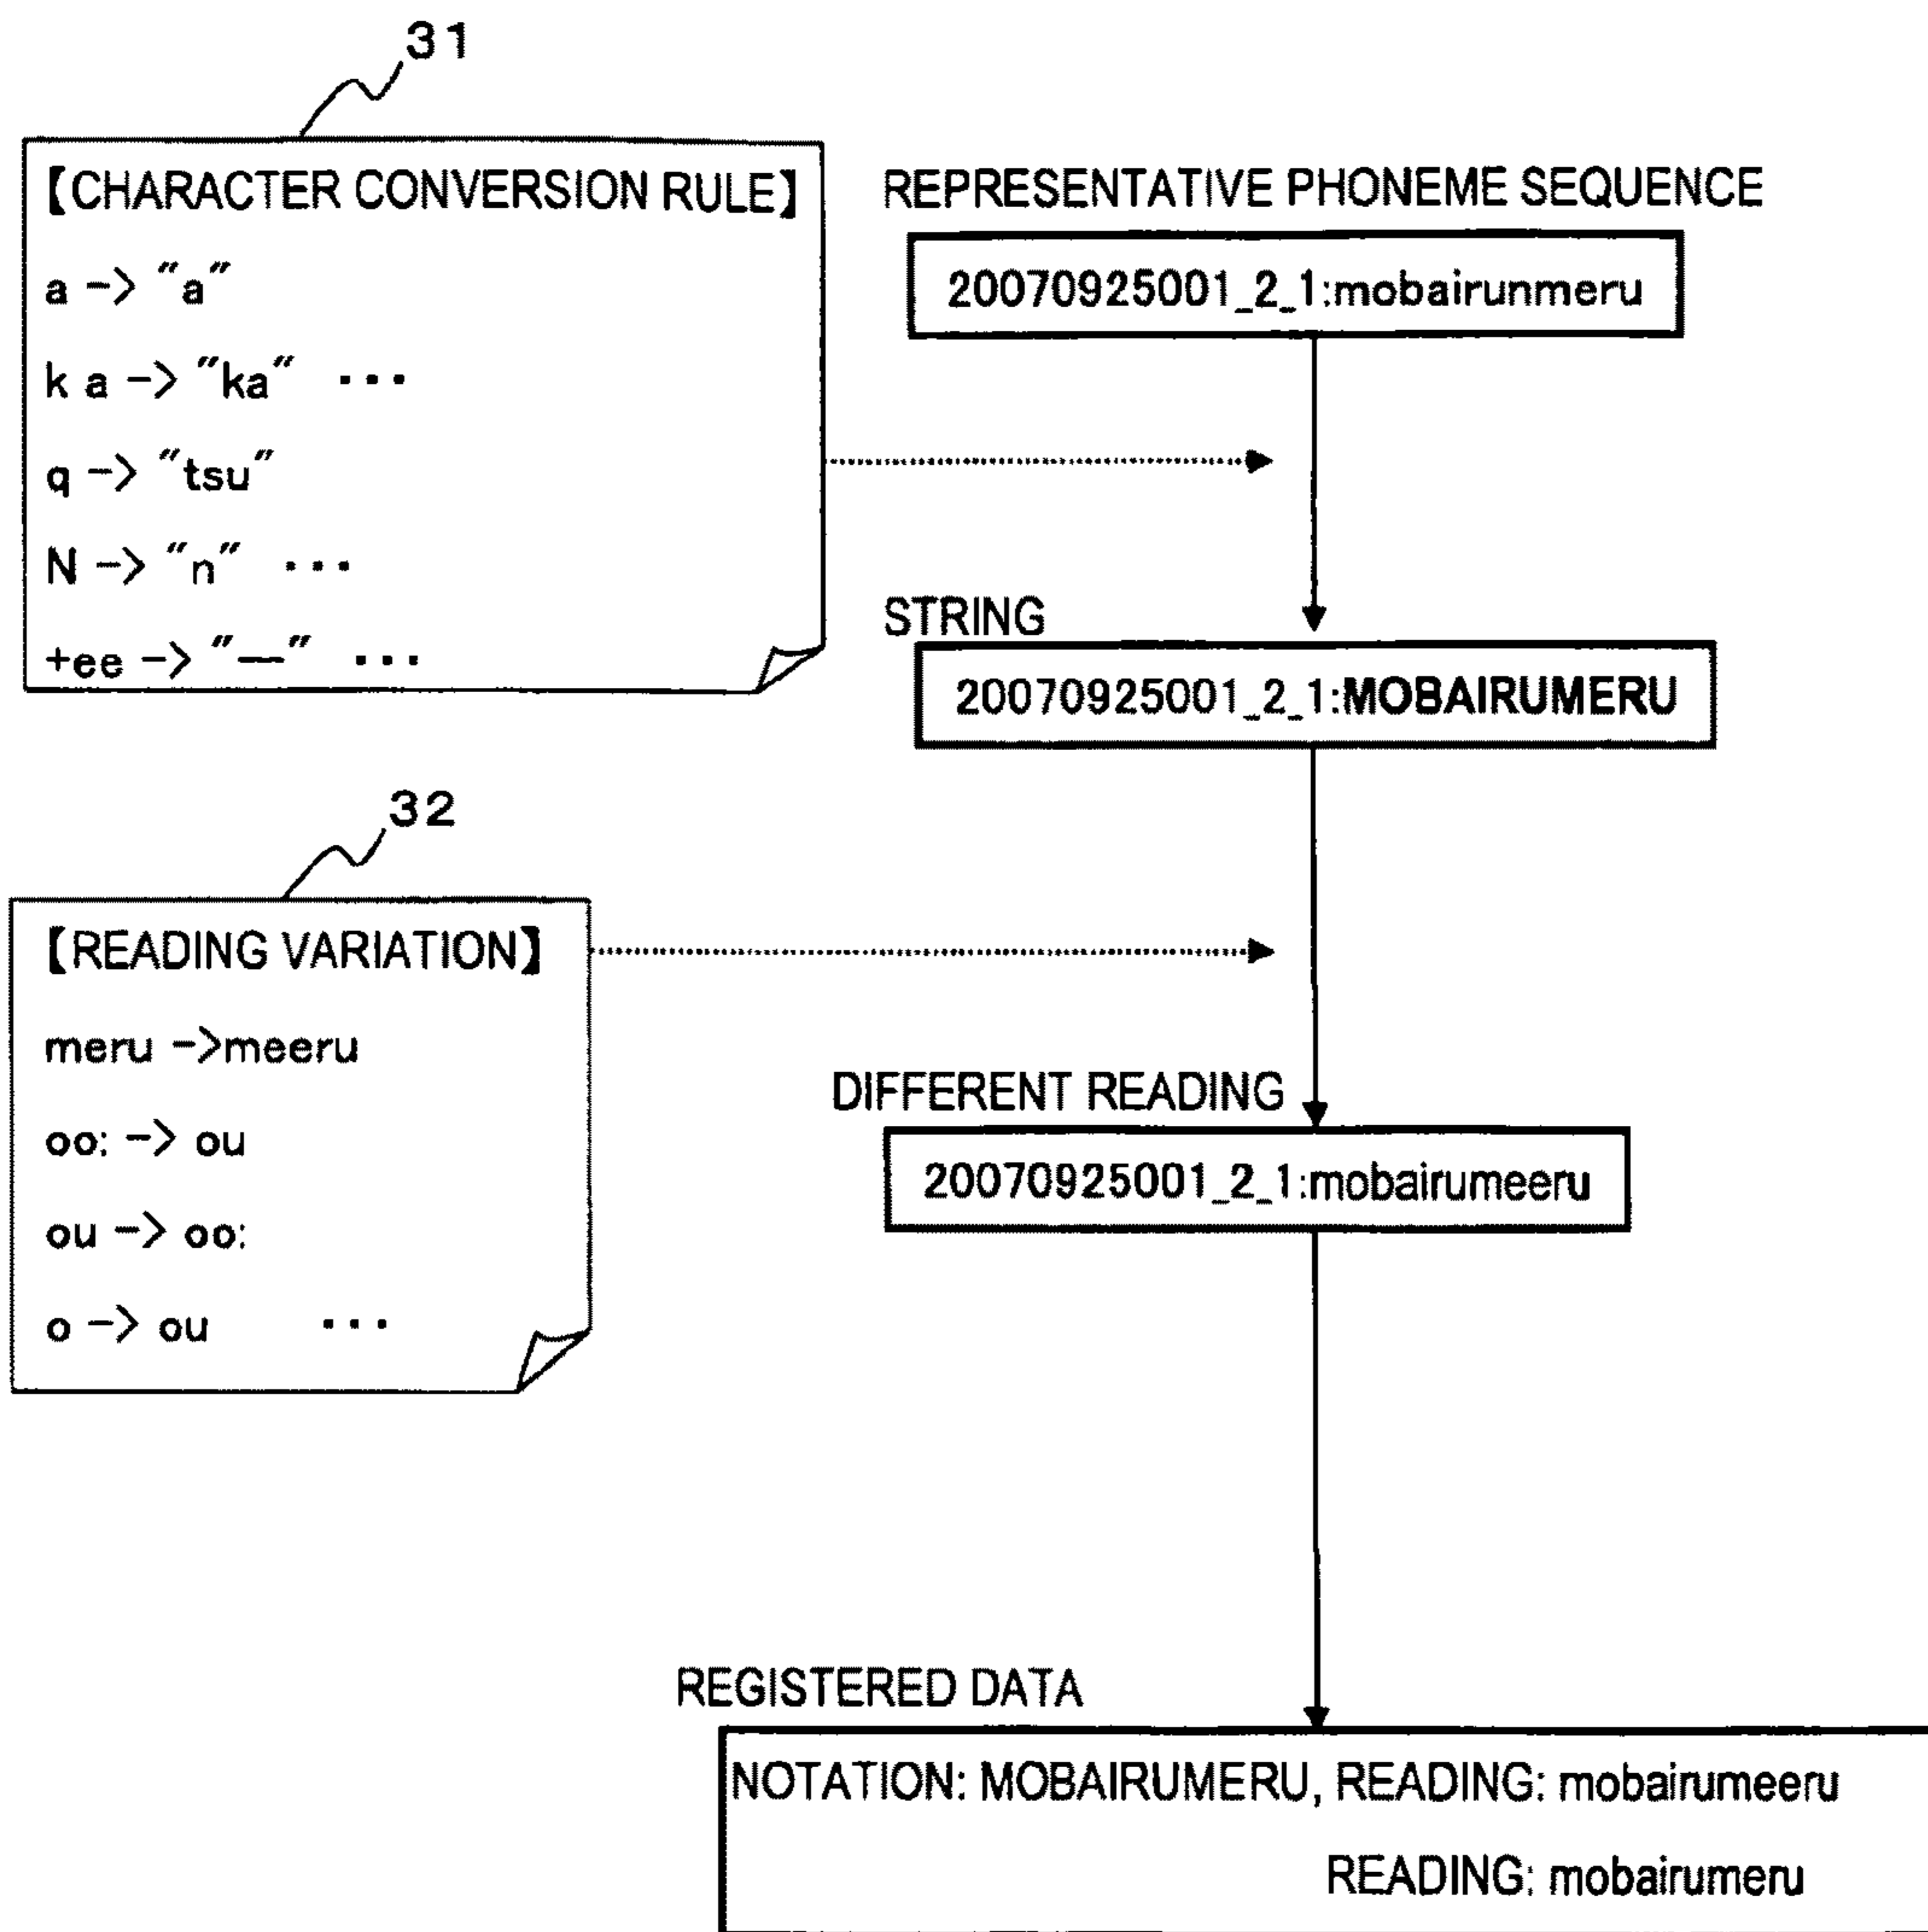 31
【CHARACTER CONVERSION RULE】
a -> "a"
k a -> "ka" ･･･
q -> "tsu"
N -> "n" ･･･
+ee -> "—" ･･･
REPRESENTATIVE PHONEME SEQUENCE
20070925001_2_1:mobairunmeru
STRING
20070925001_2_1:MOBAIRUMERU
32
【READING VARIATION】
meru ->meeru
oo: -> ou
ou -> oo:
o -> ou ･･･
DIFFERENT READING
20070925001_2_1:mobairumeeru
REGISTERED DATA
NOTATION: MOBAIRUMERU, READING: mobairumeeru
READING: mobairumeru